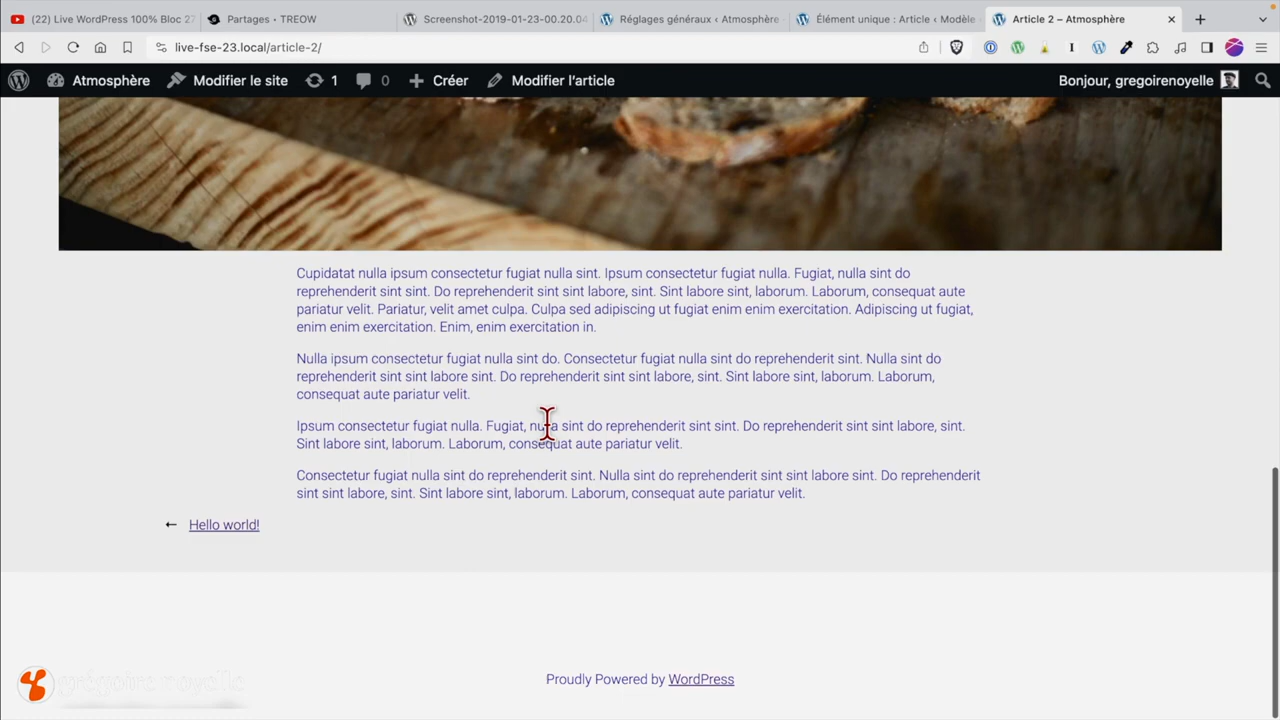 (22) Live WordPress 100% Bloc 27
Partages • TREOW
Screenshot-2019-01-23-00.20.04
Réglages généraux ‹ Atmosphère
Élément unique : Article ‹ Modèle
Article 2 – Atmosphère
live-fse-23.local/article-2/
Atmosphère
Modifier le site
1
0
Créer
Modifier l'article
Bonjour, gregoirenoyelle
Cupidatat nulla ipsum consectetur fugiat nulla sint. Ipsum consectetur fugiat nulla. Fugiat, nulla sint do
reprehenderit sint sint. Do reprehenderit sint sint labore, sint. Sint labore sint, laborum. Laborum, consequat aute
pariatur velit. Pariatur, velit amet culpa. Culpa sed adipiscing ut fugiat enim enim exercitation. Adipiscing ut fugiat,
enim enim exercitation. Enim, enim exercitation in.
Nulla ipsum consectetur fugiat nulla sint do. Consectetur fugiat nulla sint do reprehenderit sint. Nulla sint do
reprehenderit sint sint labore sint. Do reprehenderit sint sint labore, sint. Sint labore sint, laborum. Laborum,
consequat aute pariatur velit.
Ipsum consectetur fugiat nulla. Fugiat, nulla sint do reprehenderit sint sint. Do reprehenderit sint sint labore, sint.
Sint labore sint, laborum. Laborum, consequat aute pariatur velit.
Consectetur fugiat nulla sint do reprehenderit sint. Nulla sint do reprehenderit sint sint labore sint. Do reprehenderit
sint sint labore, sint. Sint labore sint, laborum. Laborum, consequat aute pariatur velit.
← Hello world!
Proudly Powered by WordPress
grégoire noyelle